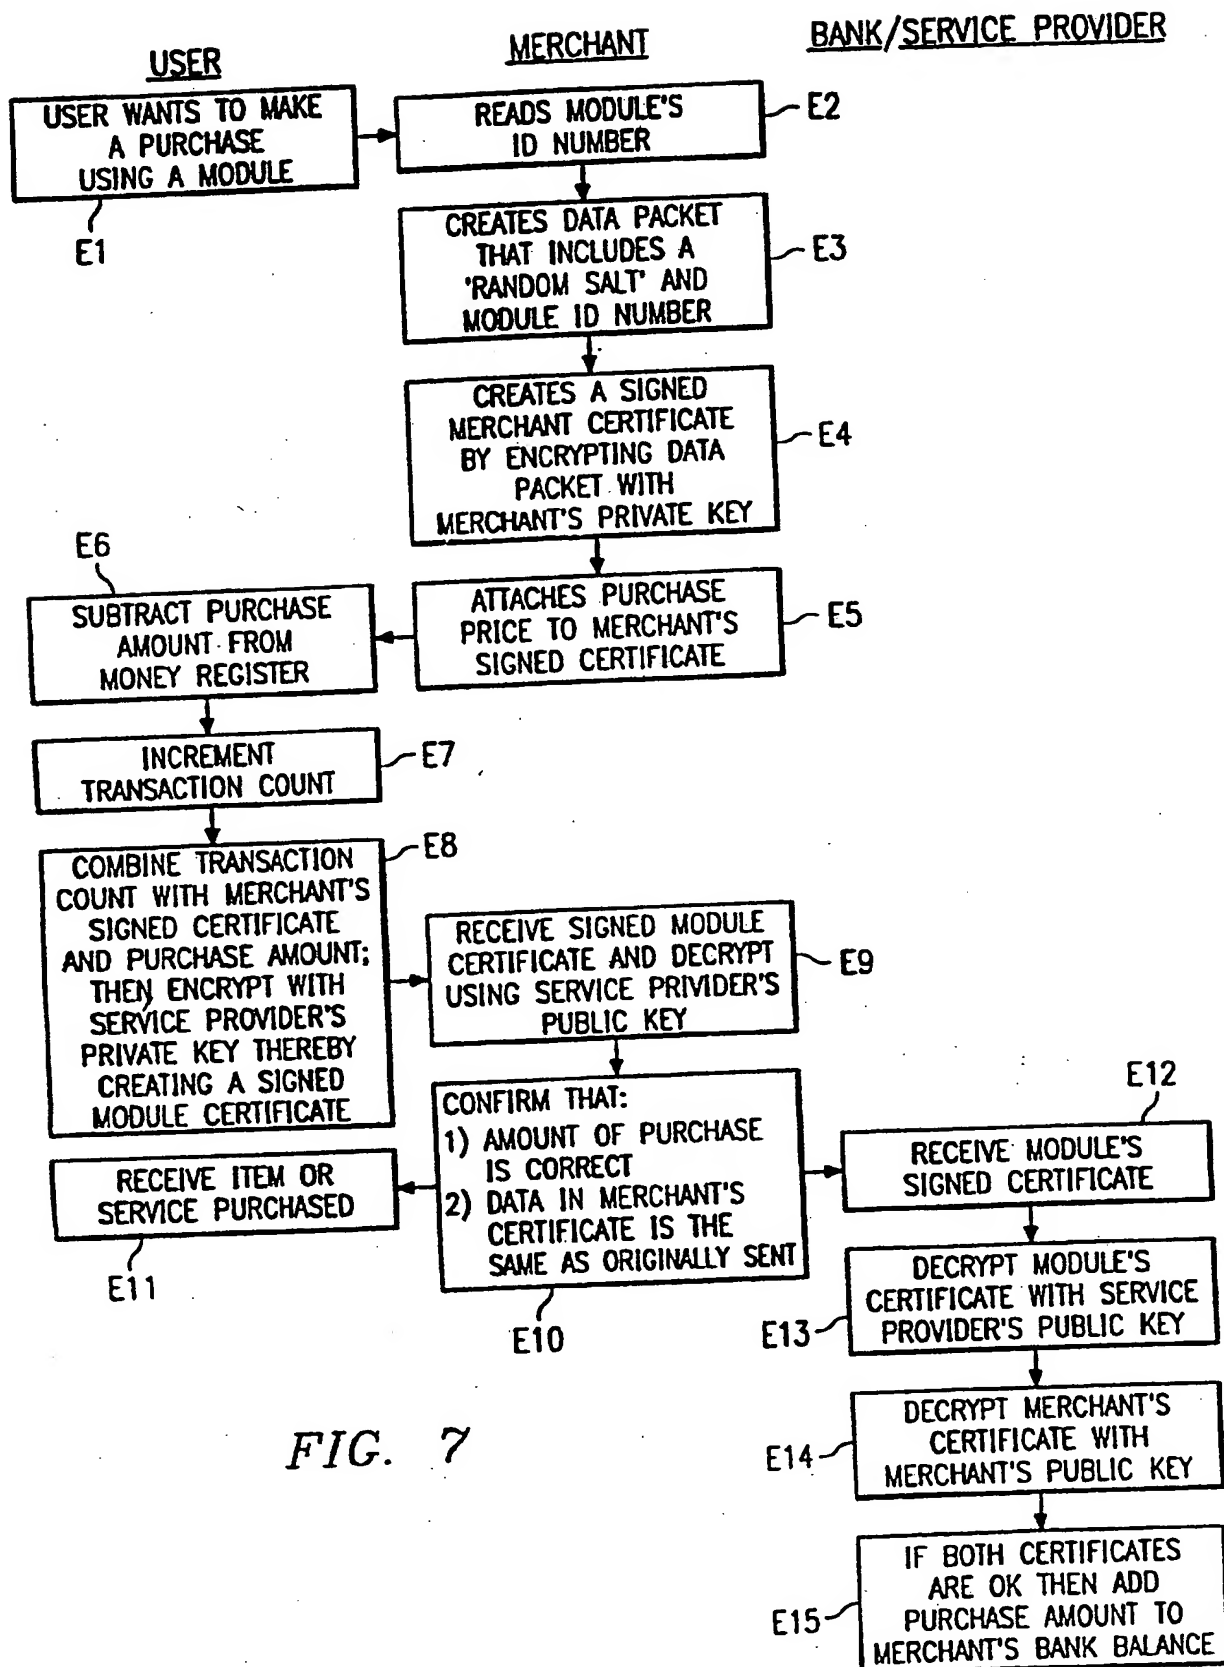 USER
MERCHANT
BANK/SERVICE PROVIDER
USER WANTS TO MAKE
A PURCHASE
USING A MODULE
E1
READS MODULE'S
ID NUMBER
E2
CREATES DATA PACKET
THAT INCLUDES A
'RANDOM SALT' AND
MODULE ID NUMBER
E3
CREATES A SIGNED
MERCHANT CERTIFICATE
BY ENCRYPTING DATA
PACKET WITH
MERCHANT'S PRIVATE KEY
E4
ATTACHES PURCHASE
PRICE TO MERCHANT'S
SIGNED CERTIFICATE
E5
E6
SUBTRACT PURCHASE
AMOUNT FROM
MONEY REGISTER
INCREMENT
TRANSACTION COUNT
E7
COMBINE TRANSACTION
COUNT WITH MERCHANT'S
SIGNED CERTIFICATE
AND PURCHASE AMOUNT;
THEN ENCRYPT WITH
SERVICE PROVIDER'S
PRIVATE KEY THEREBY
CREATING A SIGNED
MODULE CERTIFICATE
E8
RECEIVE SIGNED MODULE
CERTIFICATE AND DECRYPT
USING SERVICE PRIVIDER'S
PUBLIC KEY
E9
CONFIRM THAT:
1) AMOUNT OF PURCHASE
IS CORRECT
2) DATA IN MERCHANT'S
CERTIFICATE IS THE
SAME AS ORIGINALLY SENT
E10
RECEIVE ITEM OR
SERVICE PURCHASED
E11
E12
RECEIVE MODULE'S
SIGNED CERTIFICATE
DECRYPT MODULE'S
CERTIFICATE WITH SERVICE
PROVIDER'S PUBLIC KEY
E13
DECRYPT MERCHANT'S
CERTIFICATE WITH
MERCHANT'S PUBLIC KEY
E14
IF BOTH CERTIFICATES
ARE OK THEN ADD
PURCHASE AMOUNT TO
MERCHANT'S BANK BALANCE
E15
FIG. 7